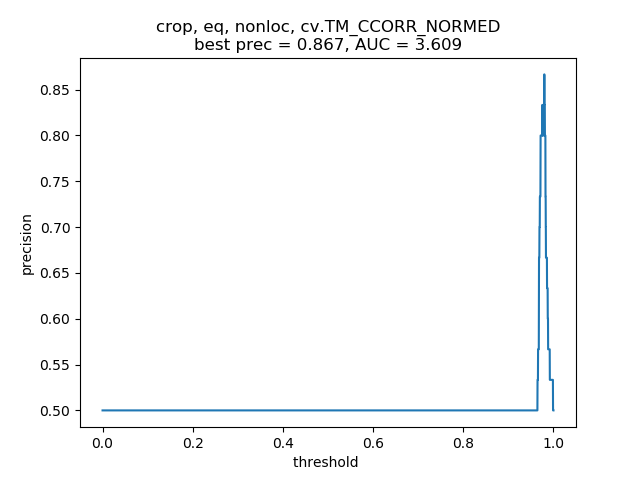 crop, eq, nonloc, cv.TM_CCORR_NORMED
best prec = 0.867, AUC = 3.609
0.85
0.80
0.75
0.70
0.65
0.60
0.55
0.50
precision
0.0 0.2 0.4 0.6 0.8 1.0
threshold